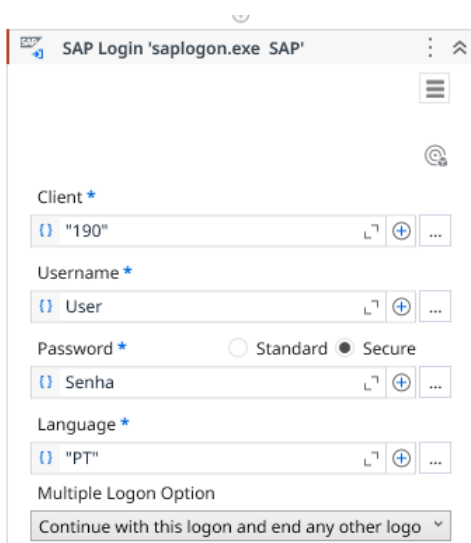 SAP Login 'saplogon.exe SAP'
Client *
"190"
Username *
User
Password *
Standard
Secure
Senha
Language *
"PT"
Multiple Logon Option
Continue with this logon and end any other logo